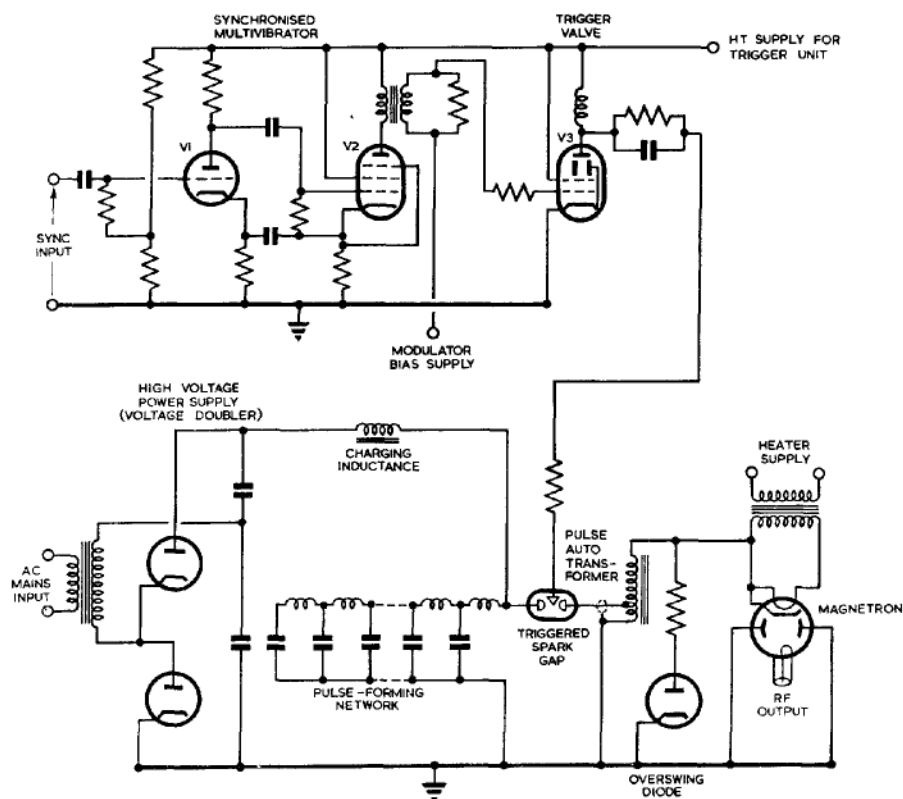 SYNCHRONISED
MULTIVIBRATOR
TRIGGER
VALVE
HT SUPPLY FOR
TRIGGER UNIT
V1
V2
V3
SYNC
INPUT
MODULATOR
BIAS SUPPLY
HIGH VOLTAGE
POWER SUPPLY
(VOLTAGE DOUBLER)
CHARGING
INDUCTANCE
HEATER
SUPPLY
AC
MAINS
INPUT
PULSE
AUTO
TRANS-
FORMER
MAGNETRON
TRIGGERED
SPARK
GAP
PULSE-FORMING
NETWORK
RF
OUTPUT
OVERSWING
DIODE